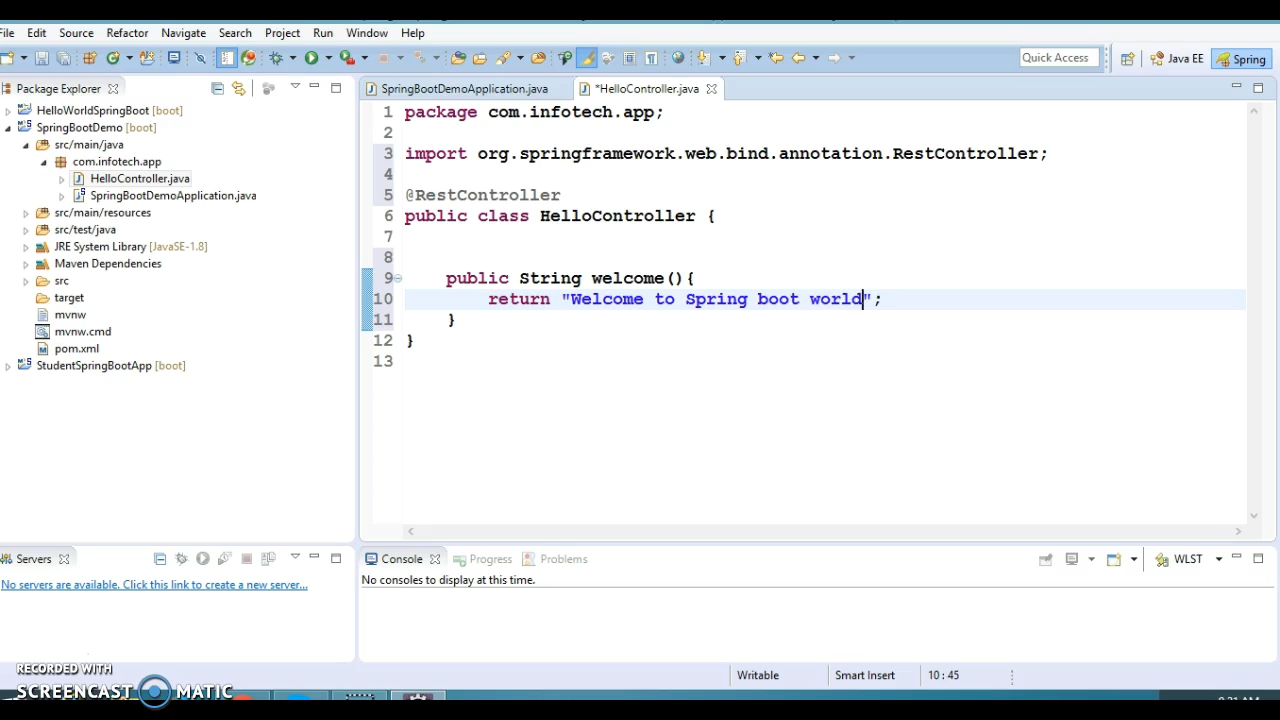 File Edit Source Refactor Navigate Search Project Run Window Help
Quick Access Java EE Spring
Package Explorer
HelloWorldSpringBoot [boot]
SpringBootDemo [boot]
src/main/java
com.infotech.app
HelloController.java
SpringBootDemoApplication.java
src/main/resources
src/test/java
JRE System Library [JavaSE-1.8]
Maven Dependencies
src
target
mvnw
mvnw.cmd
pom.xml
StudentSpringBootApp [boot]
SpringBootDemoApplication.java *HelloController.java
1 package com.infotech.app;
2
3 import org.springframework.web.bind.annotation.RestController;
4
5 @RestController
6 public class HelloController {
7
8
9 public String welcome(){
10 return "Welcome to Spring boot world";
11 }
12 }
13
Servers
No servers are available. Click this link to create a new server...
Console Progress Problems WLST
No consoles to display at this time.
Writable Smart Insert 10 : 45
RECORDED WITH
SCREENCAST MATIC